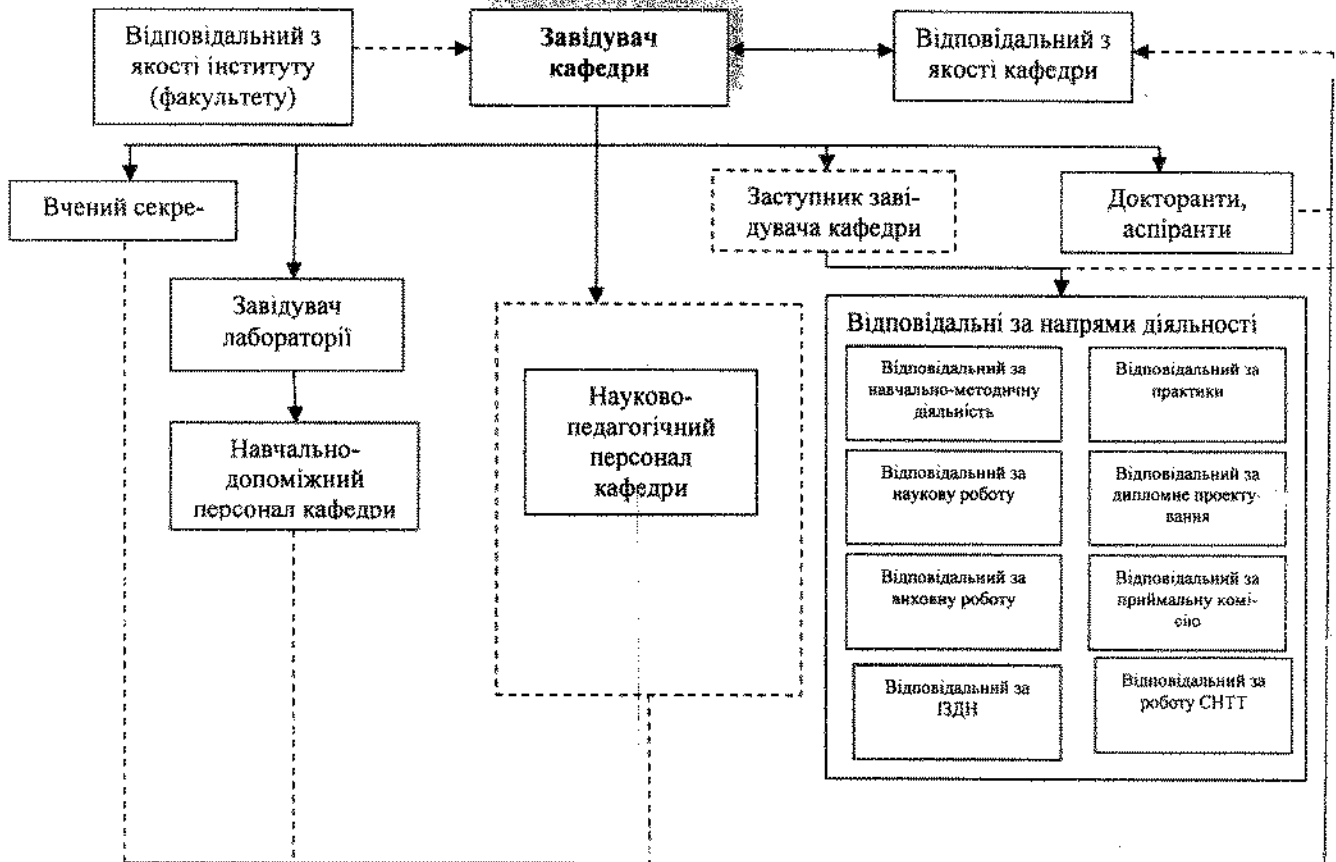 Відповідальний з
якості інституту
(факультету)
Завідувач
кафедри
Відповідальний з
якості кафедри
Вчений секре-
Заступник заві-
дувача кафедри
Докторанти,
аспіранти
Завідувач
лабораторії
Навчально-
допоміжний
персонал кафедри
Науково-
педагогічний
персонал
кафедри
Відповідальні за напрями діяльності
Відповідальний за
навчально-методичну
діяльність
Відповідальний за
практики
Відповідальний за
наукову роботу
Відповідальний за
дипломне проекту-
вання
Відповідальний за
виховну роботу
Відповідальний за
приймальну комі-
сію
Відповідальний за
ІЗДН
Відповідальний за
роботу СНТТ